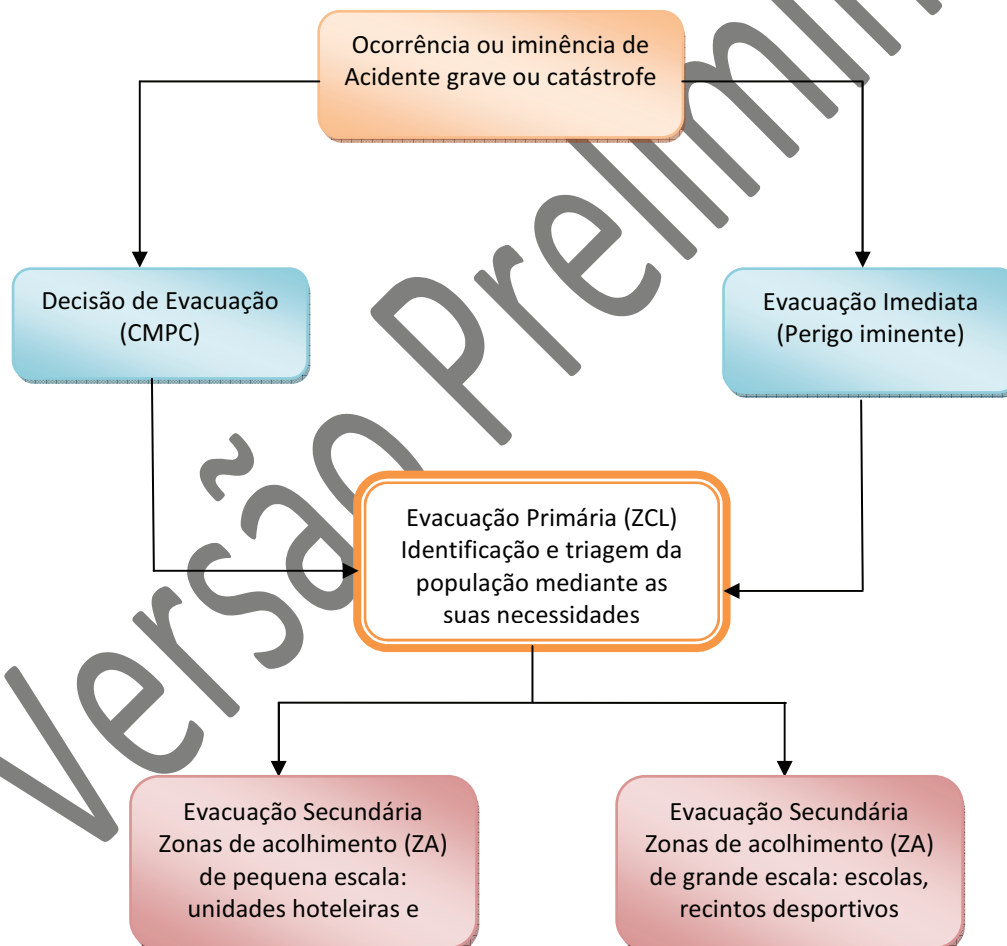 Ocorrência ou iminência de
Acidente grave ou catástrofe
Decisão de Evacuação
(CMPC)
Evacuação Imediata
(Perigo iminente)
Evacuação Primária (ZCL)
Identificação e triagem da
população mediante as
suas necessidades
Evacuação Secundária
Zonas de acolhimento (ZA)
de pequena escala:
unidades hoteleiras e
Evacuação Secundária
Zonas de acolhimento (ZA)
de grande escala: escolas,
recintos desportivos
Versão Prelimin